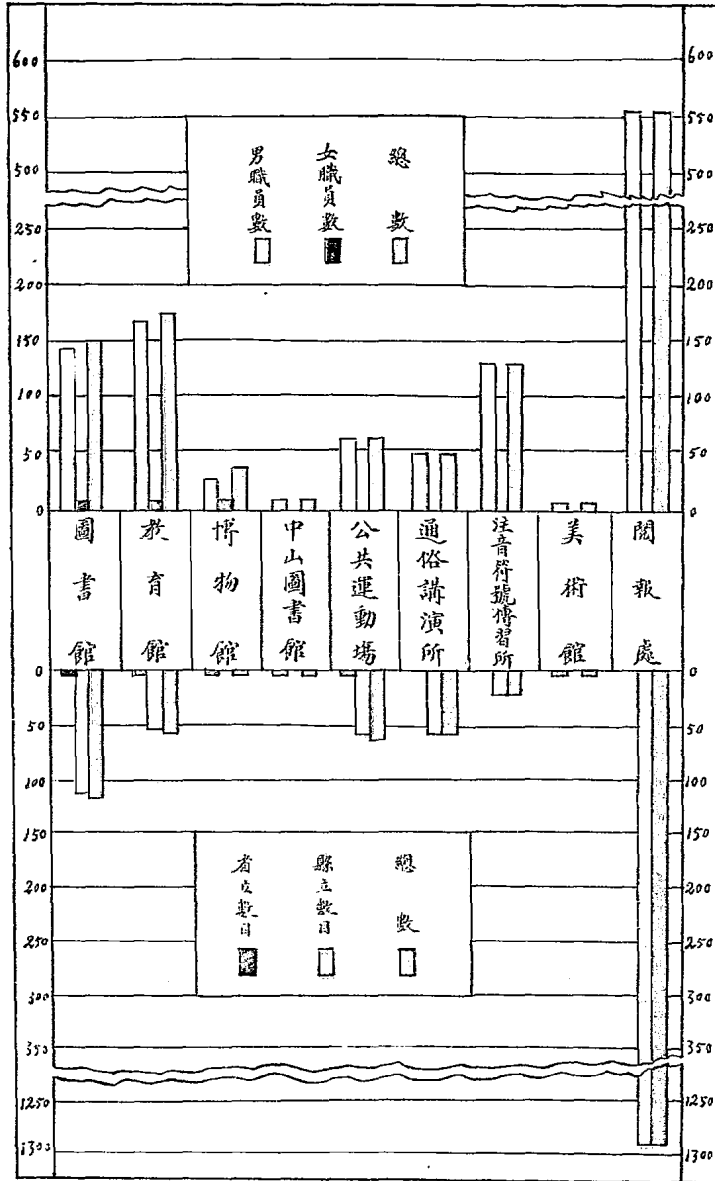 600 600
550 550
500 500
250 250
200 200
150 150
100 100
50 50
0 0
男職員數
女職員數
總數
圖書館
教育館
博物館
中山圖書館
公共運動場
通俗講演所
注音符號傳習所
美術館
閱報處
0 0
50 50
100 100
150 150
200 200
250 250
300 300
350 350
1250 1250
1300 1300
省立數目
縣立數目
總數